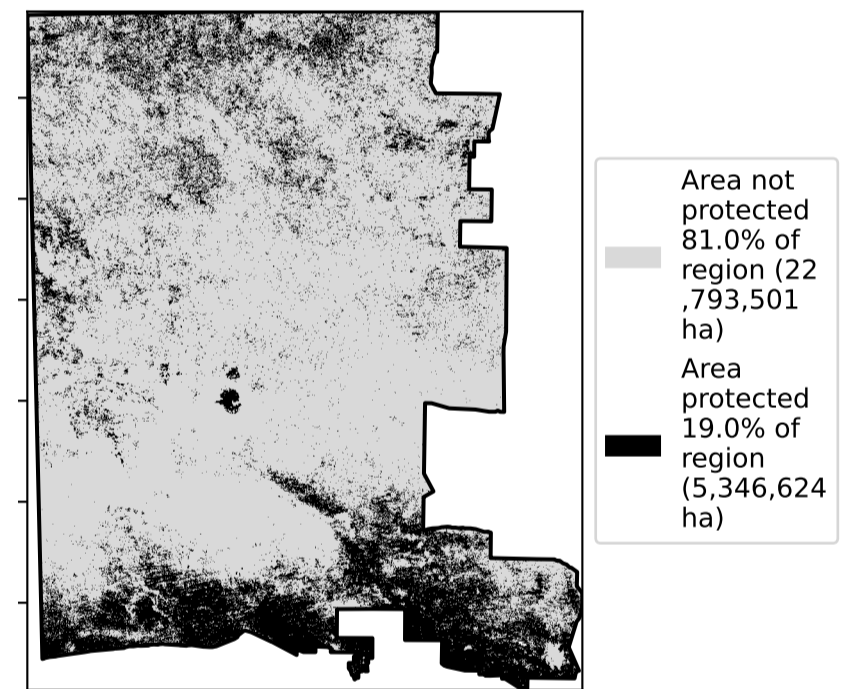 Area not
protected
81.0% of
region (22
,793,501
ha)
Area
protected
19.0% of
region
(5,346,624
ha)